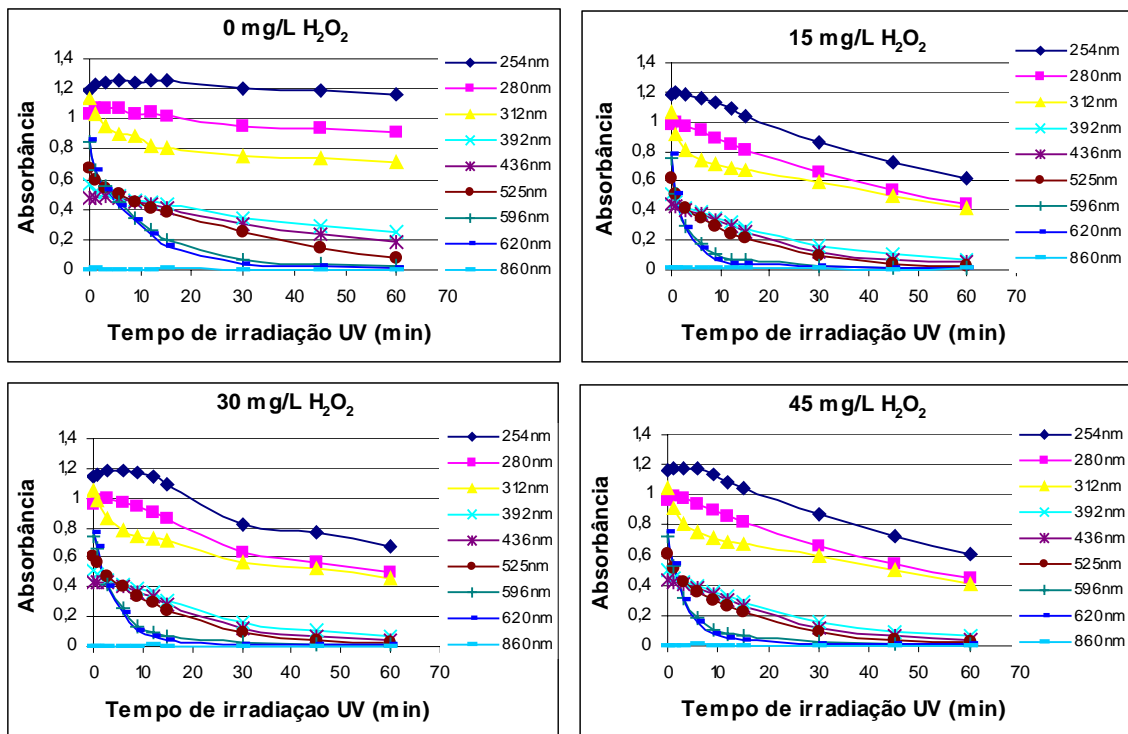 0 mg/L H₂O₂
1,4
1,2
1
0,8
0,6
0,4
0,2
0
Absorbância
0 10 20 30 40 50 60 70
Tempo de irradiação UV (min)
254nm
280nm
312nm
392nm
436nm
525nm
596nm
620nm
860nm
15 mg/L H₂O₂
1,4
1,2
1
0,8
0,6
0,4
0,2
0
Absorbância
0 10 20 30 40 50 60 70
Tempo de irradiação UV (min)
254nm
280nm
312nm
392nm
436nm
525nm
596nm
620nm
860nm
30 mg/L H₂O₂
1,4
1,2
1
0,8
0,6
0,4
0,2
0
Absorbância
0 10 20 30 40 50 60 70
Tempo de irradiaçao UV (min)
254nm
280nm
312nm
392nm
436nm
525nm
596nm
620nm
860nm
45 mg/L H₂O₂
1,4
1,2
1
0,8
0,6
0,4
0,2
0
Absorbância
0 10 20 30 40 50 60 70
Tempo de irradiação UV (min)
254nm
280nm
312nm
392nm
436nm
525nm
596nm
620nm
860nm